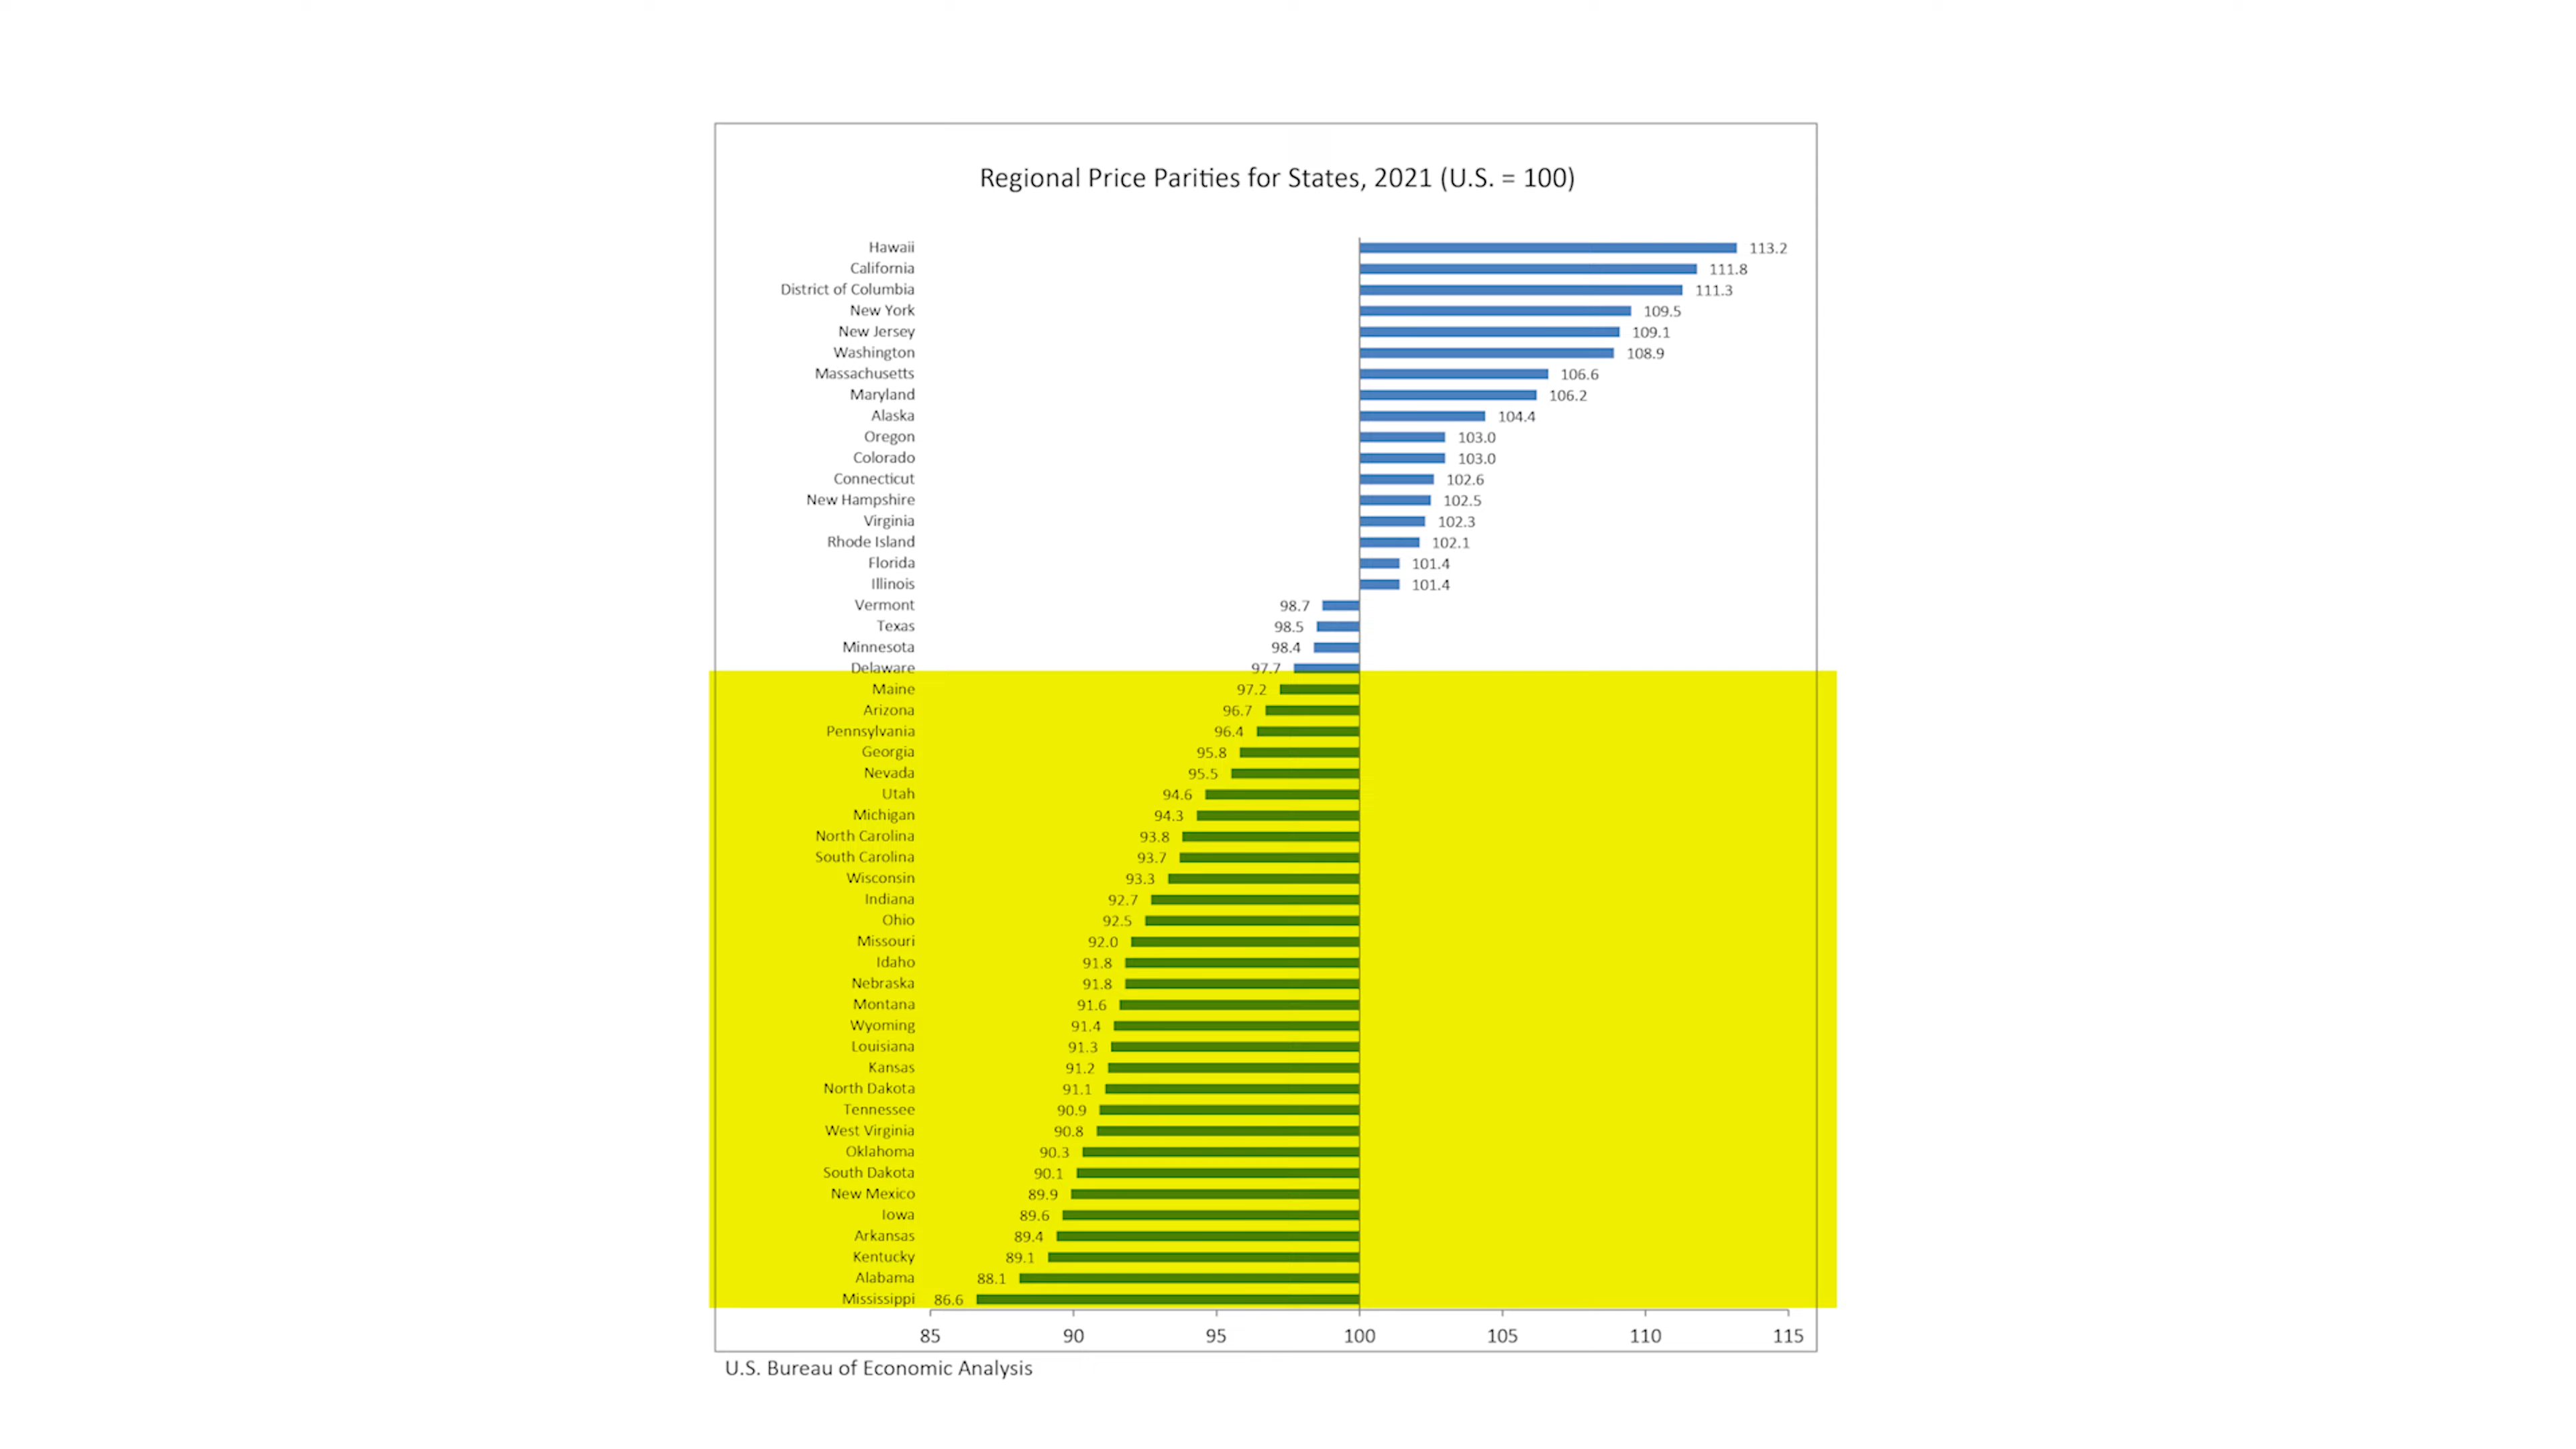 Regional Price Parities for States, 2021 (U.S. = 100)
Hawaii 113.2
California 111.8
District of Columbia 111.3
New York 109.5
New Jersey 109.1
Washington 108.9
Massachusetts 106.6
Maryland 106.2
Alaska 104.4
Oregon 103.0
Colorado 103.0
Connecticut 102.6
New Hampshire 102.5
Virginia 102.3
Rhode Island 102.1
Florida 101.4
Illinois 101.4
Vermont 98.7
Texas 98.5
Minnesota 98.4
Delaware 97.7
Maine 97.2
Arizona 96.7
Pennsylvania 96.4
Georgia 95.8
Nevada 95.5
Utah 94.6
Michigan 94.3
North Carolina 93.8
South Carolina 93.7
Wisconsin 93.3
Indiana 92.7
Ohio 92.5
Missouri 92.0
Idaho 91.8
Nebraska 91.8
Montana 91.6
Wyoming 91.4
Louisiana 91.3
Kansas 91.2
North Dakota 91.1
Tennessee 90.9
West Virginia 90.8
Oklahoma 90.3
South Dakota 90.1
New Mexico 89.9
Iowa 89.6
Arkansas 89.4
Kentucky 89.1
Alabama 88.1
Mississippi 86.6
85 90 95 100 105 110 115
U.S. Bureau of Economic Analysis